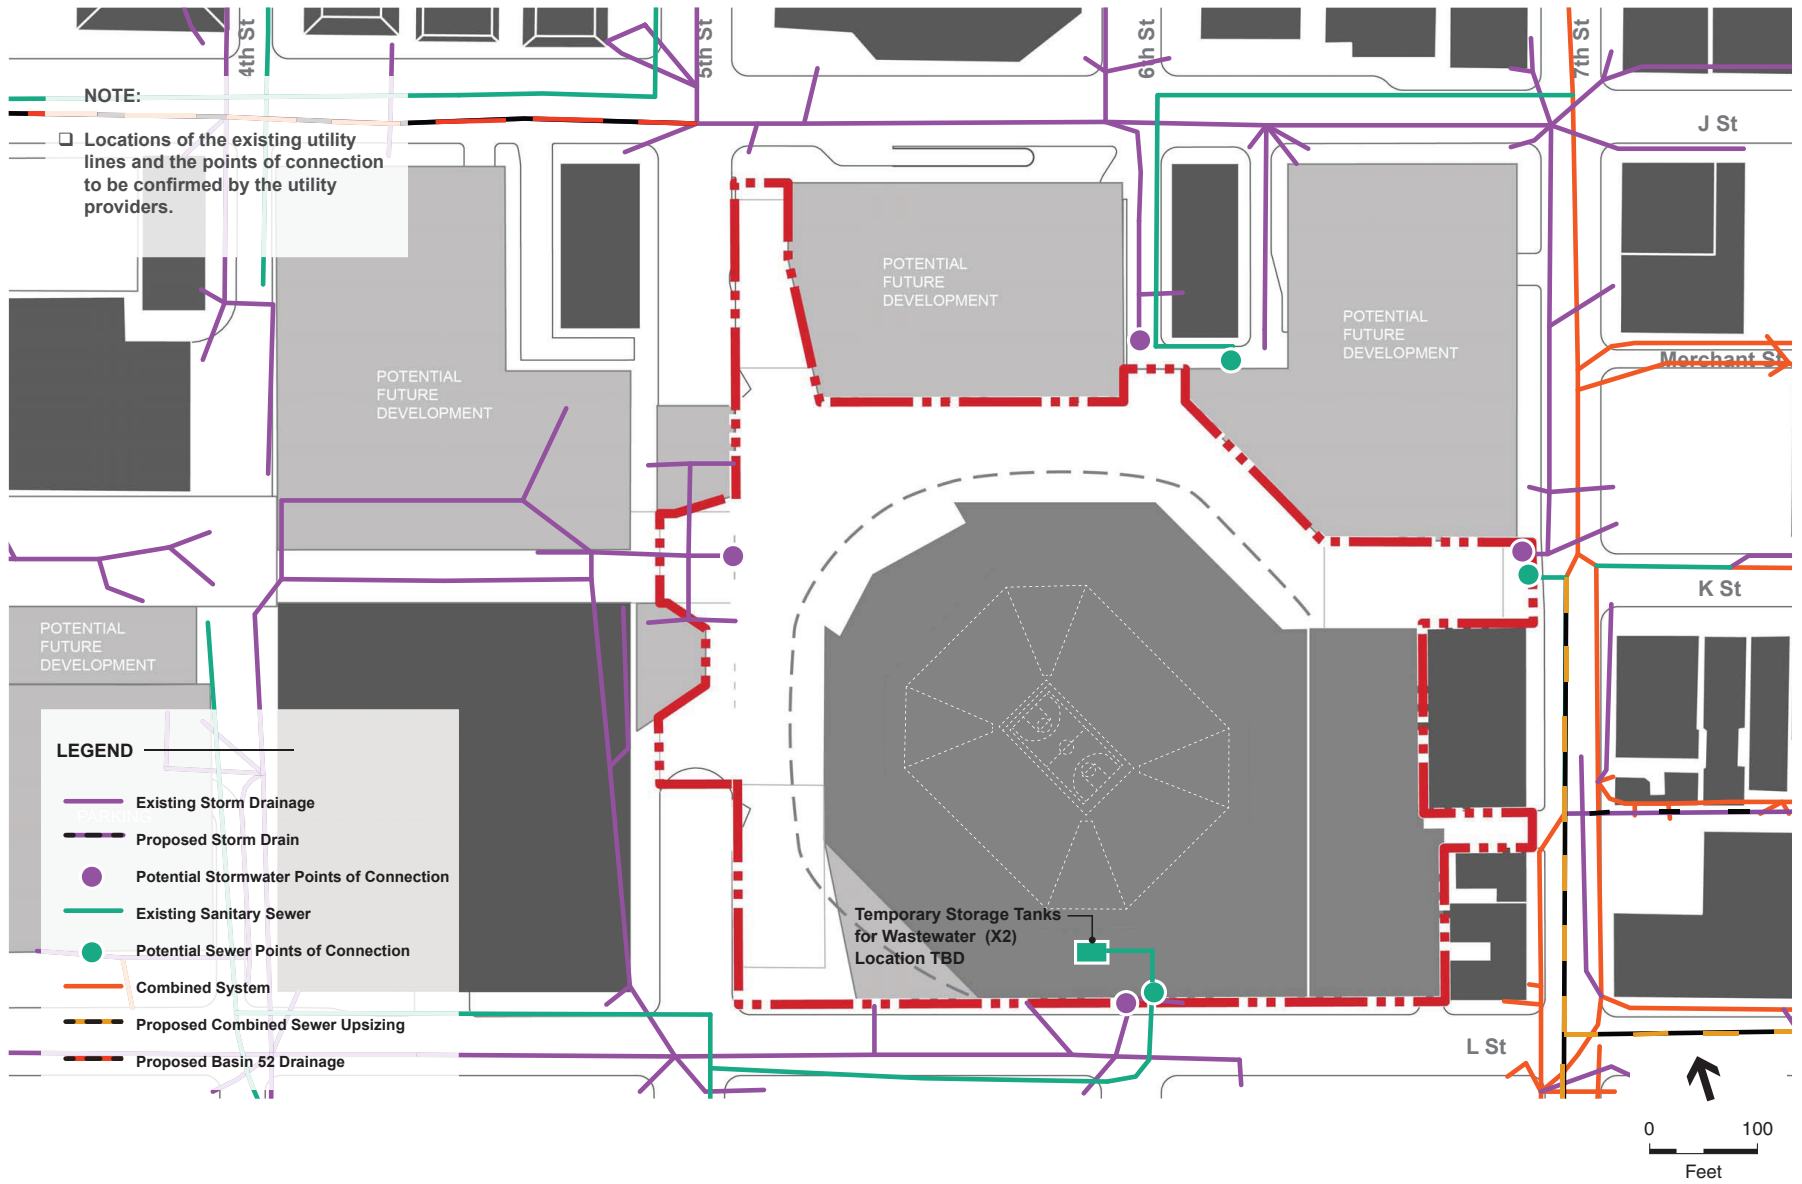 4th St
5th St
6th St
7th St
NOTE:
❑ Locations of the existing utility
lines and the points of connection
to be confirmed by the utility
providers.
J St
POTENTIAL
FUTURE
DEVELOPMENT
POTENTIAL
FUTURE
DEVELOPMENT
POTENTIAL
FUTURE
DEVELOPMENT
Merchant St
K St
POTENTIAL
FUTURE
DEVELOPMENT
LEGEND
Existing Storm Drainage
PARKING
Proposed Storm Drain
Potential Stormwater Points of Connection
Existing Sanitary Sewer
Potential Sewer Points of Connection
Combined System
Proposed Combined Sewer Upsizing
Proposed Basin 52 Drainage
Temporary Storage Tanks
for Wastewater (X2)
Location TBD
L St
0 100
Feet